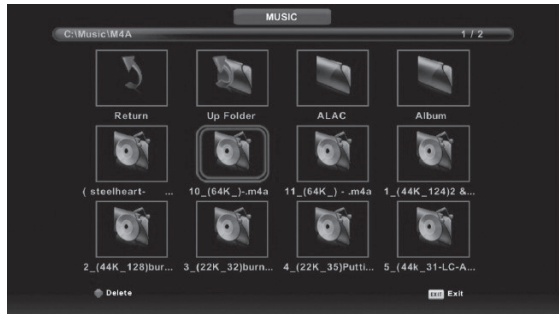 MUSIC
C:\Music\M4A 1 / 2
Return Up Folder ALAC Album
( steelheart- ... 10_(64K_)-.m4a 11_(64K_) - .m4a 1_(44K_124)2 &...
2_(44K_128)bur... 3_(22K_32)burn... 4_(22K_35)Putti... 5_(44k_31-LC-A...
Delete EXIT Exit